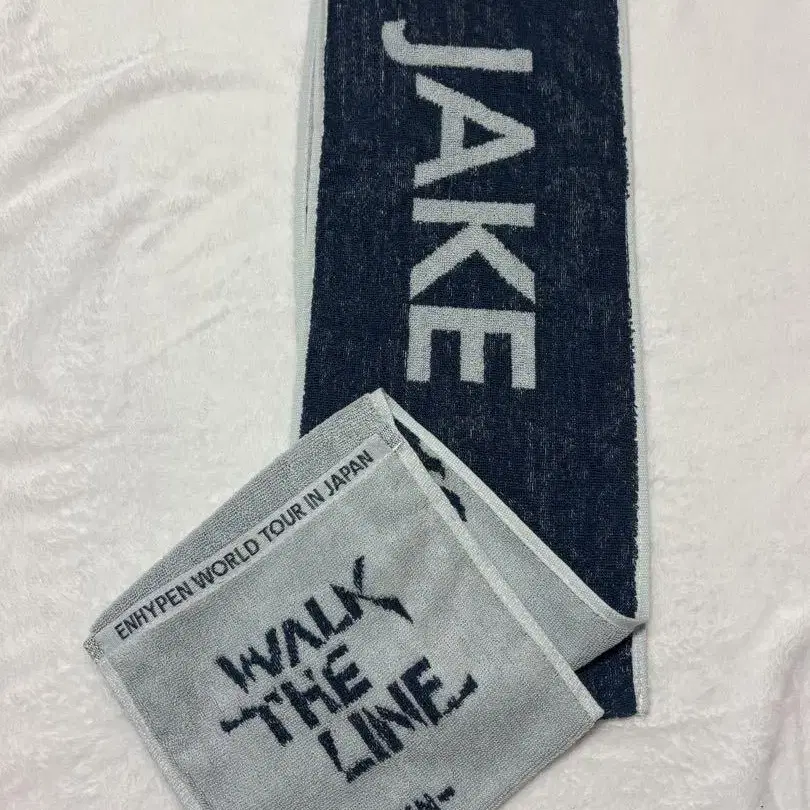 JAKE
ENHYPEN WORLD TOUR IN JAPAN
WALK
THE
LINE